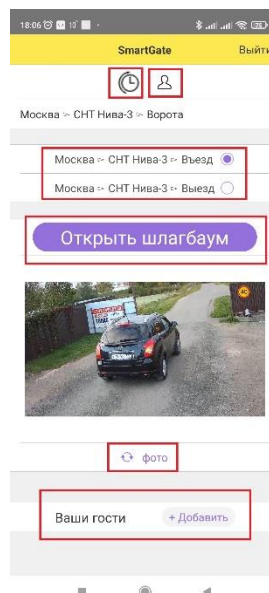 18:06
SmartGate
Выйти
Москва ➣ СНТ Нива-3 ➣ Ворота
Москва ➣ СНТ Нива-3 ➣ Въезд
Москва ➣ СНТ Нива-3 ➣ Выезд
Открыть шлагбаум
фото
Ваши гости
+ Добавить